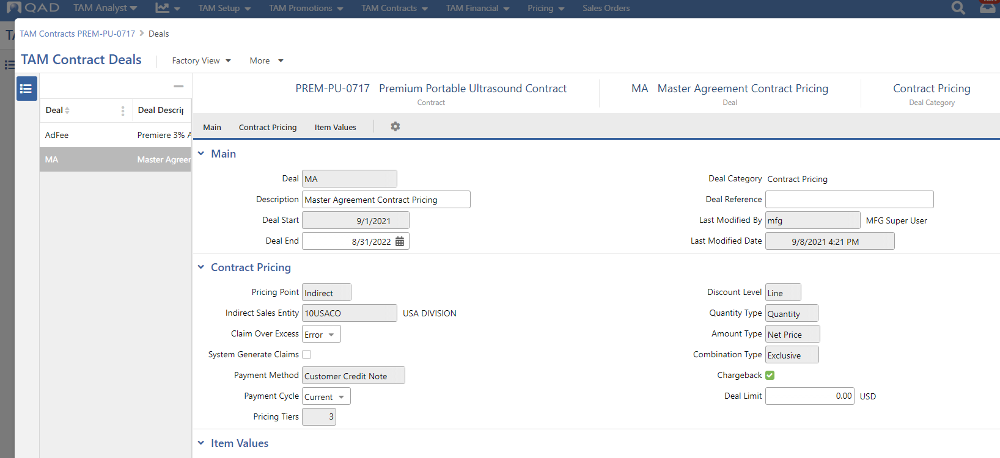 QAD TAM Analyst TAM Setup TAM Promotions TAM Contracts TAM Financial Pricing Sales Orders
TAM Contracts PREM-PU-0717 > Deals
TAM Contract Deals Factory View More
PREM-PU-0717 Premium Portable Ultrasound Contract MA Master Agreement Contract Pricing Contract Pricing
Contract Deal Deal Category
Deal Deal Descrip
AdFee Premiere 3% A
MA Master Agreer
Main Contract Pricing Item Values
Main
Deal MA Deal Category Contract Pricing
Description Master Agreement Contract Pricing Deal Reference
Deal Start 9/1/2021 Last Modified By mfg MFG Super User
Deal End 8/31/2022 Last Modified Date 9/8/2021 4:21 PM
Contract Pricing
Pricing Point Indirect Discount Level Line
Indirect Sales Entity 10USACO USA DIVISION Quantity Type Quantity
Claim Over Excess Error Amount Type Net Price
System Generate Claims Combination Type Exclusive
Payment Method Customer Credit Note Chargeback
Payment Cycle Current Deal Limit 0.00 USD
Pricing Tiers 3
Item Values